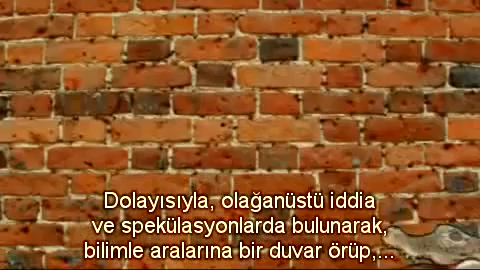 Dolayısıyla, olağanüstü iddia
ve spekülasyonlarda bulunarak,
bilimle aralarına bir duvar örüp,...